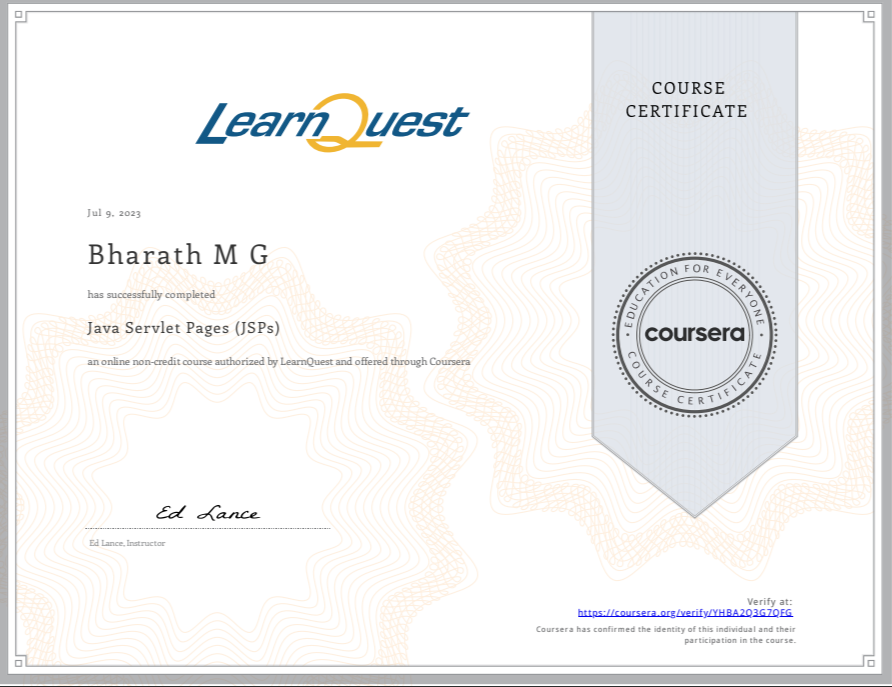 LearnQuest
COURSE
CERTIFICATE
Jul 9, 2023
Bharath M G
has successfully completed
Java Servlet Pages (JSPs)
an online non-credit course authorized by LearnQuest and offered through Coursera
EDUCATION FOR EVERYONE
coursera
COURSE CERTIFICATE
Ed Lance
Ed Lance, Instructor
Verify at:
https://coursera.org/verify/YHBA2Q3G7QFG
Coursera has confirmed the identity of this individual and their
participation in the course.